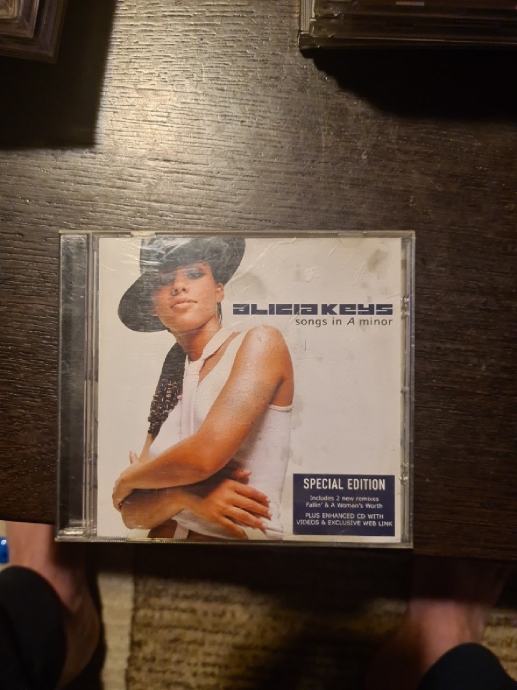 alicia keys
songs in A minor
SPECIAL EDITION
Includes 2 new remixes
Fallin' & A Woman's Worth
PLUS ENHANCED CD WITH
VIDEOS & EXCLUSIVE WEB LINK